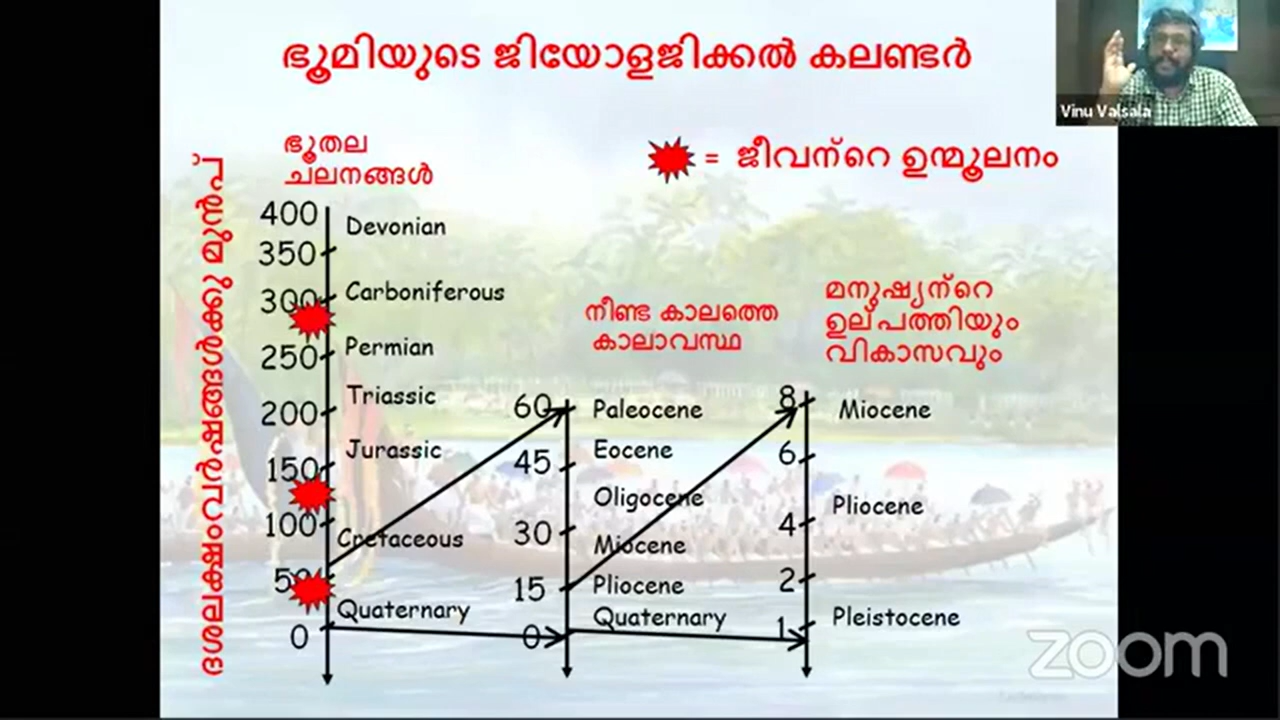 ഭൂമിയുടെ ജിയോളജിക്കൽ കലണ്ടർ
Vinu Valsala
ഭൂതല
ചലനങ്ങൾ
= ജീവന്റെ ഉന്മൂലനം
ദശലക്ഷംവർഷങ്ങൾക്കു മുൻപ്
400
Devonian
350
300
Carboniferous
250
Permian
200
Triassic
150
Jurassic
100
Cretaceous
50
Quaternary
0
നീണ്ട കാലത്തെ
കാലാവസ്ഥ
60
Paleocene
45
Eocene
Oligocene
30
Miocene
15
Pliocene
Quaternary
0
മനുഷ്യന്റെ
ഉല്പത്തിയും
വികാസവും
8
Miocene
6
Pliocene
4
2
Pleistocene
1
zoom